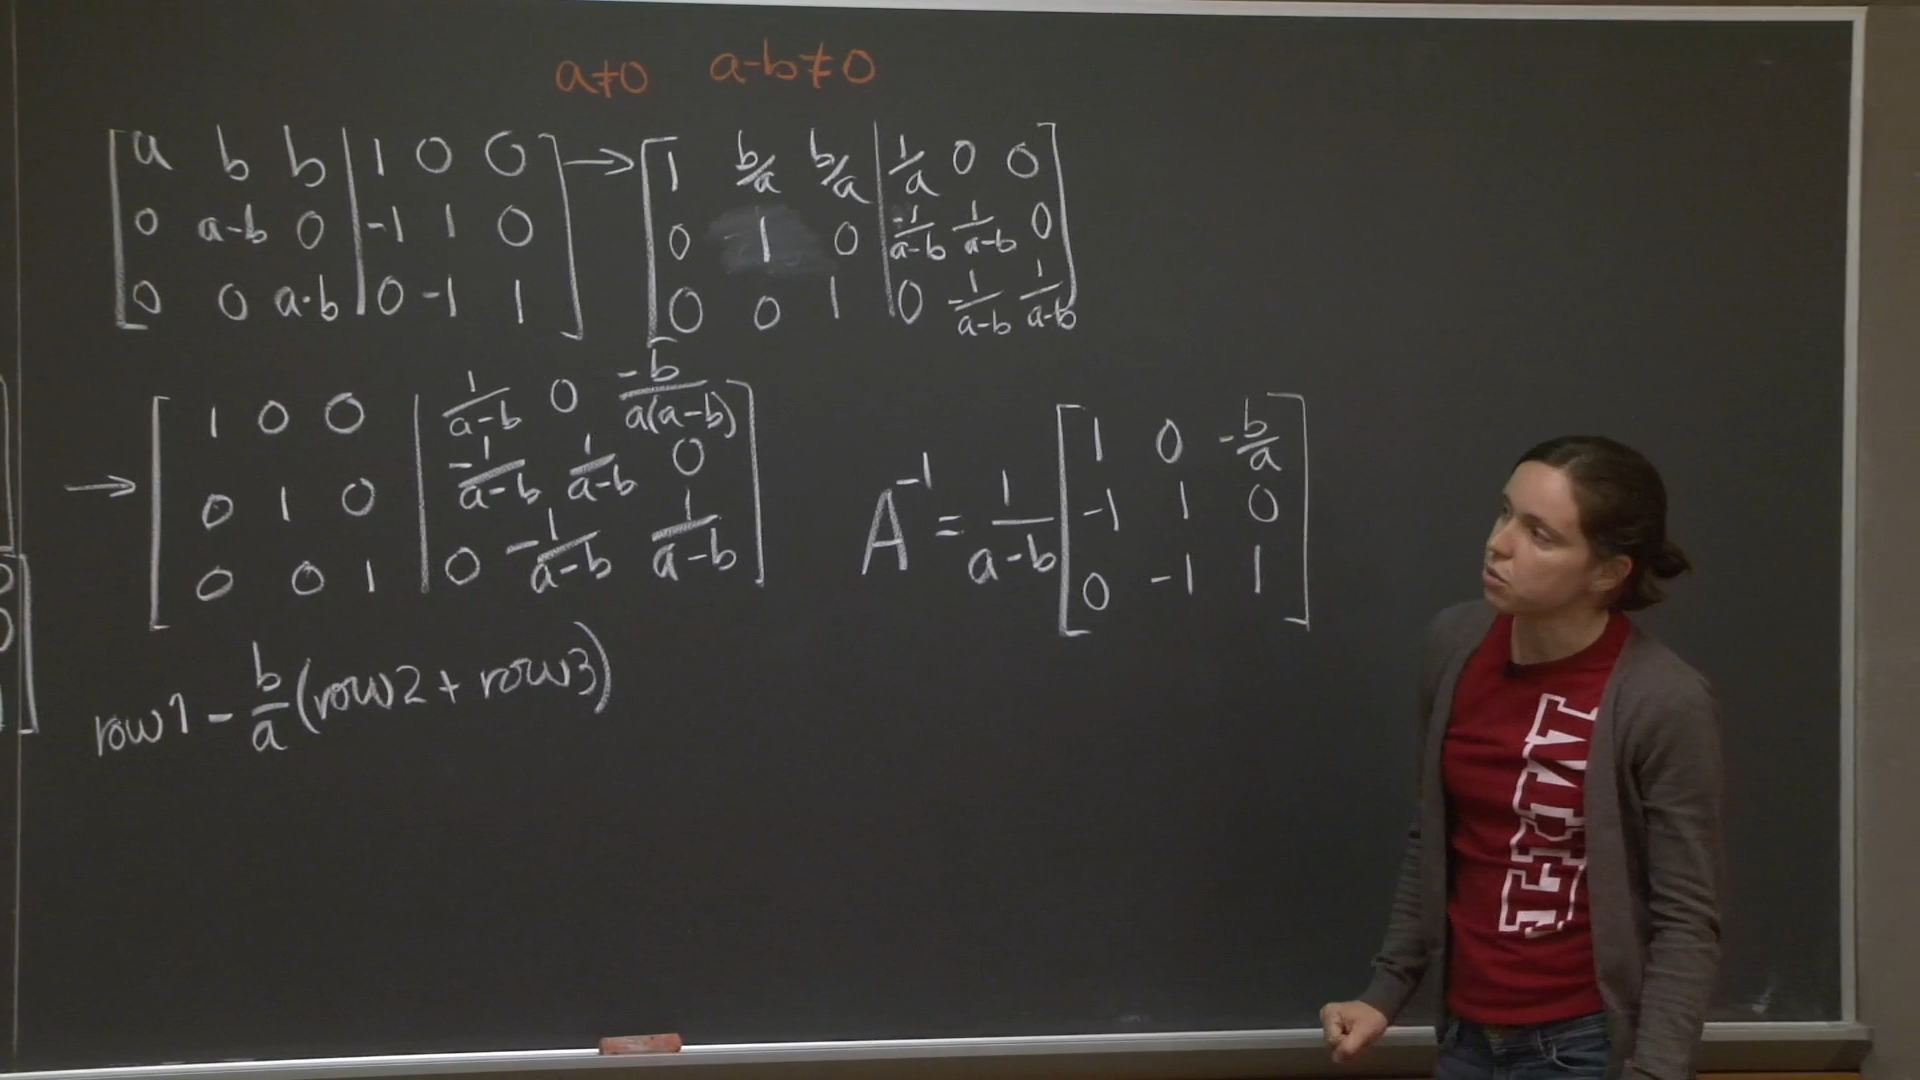 a≠0 a-b≠0
[a b b | 1 0 0] → [1 b/a b/a | 1/a 0 0]
[0 a-b 0 | -1 1 0] [0 1 0 | -1/a-b 1/a-b 0]
[0 0 a-b | 0 -1 1] [0 0 1 | 0 -1/a-b 1/a-b]
→ [1 0 0 | 1/a-b 0 -b/a(a-b)]
[0 1 0 | -1/a-b 1/a-b 0]
[0 0 1 | 0 -1/a-b 1/a-b]
A^-1 = 1/a-b [1 0 -b/a]
[-1 1 0]
[0 -1 1]
row1 - b/a (row2 + row3)